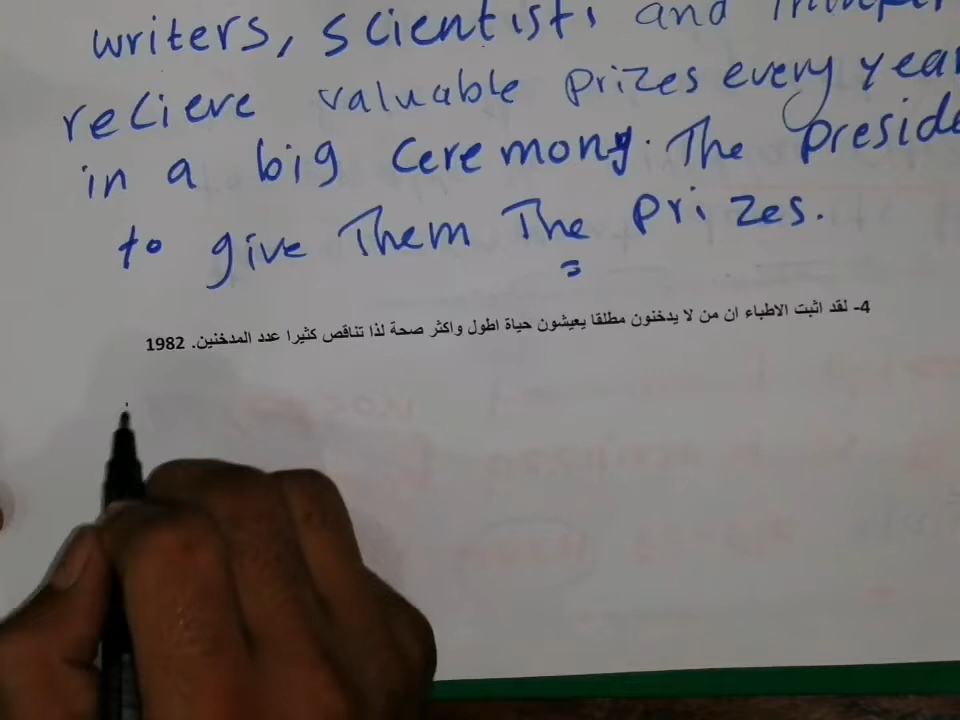 writers, scientists and
relieve valuable prizes every year
in a big ceremony. The
to give Them The prizes.
4- لقد اثبت الاطباء ان من لا يدخنون مطلقا يعيشون حياة اطول واكثر صحة لذا تناقص كثيرا عدد المدخنين. 1982